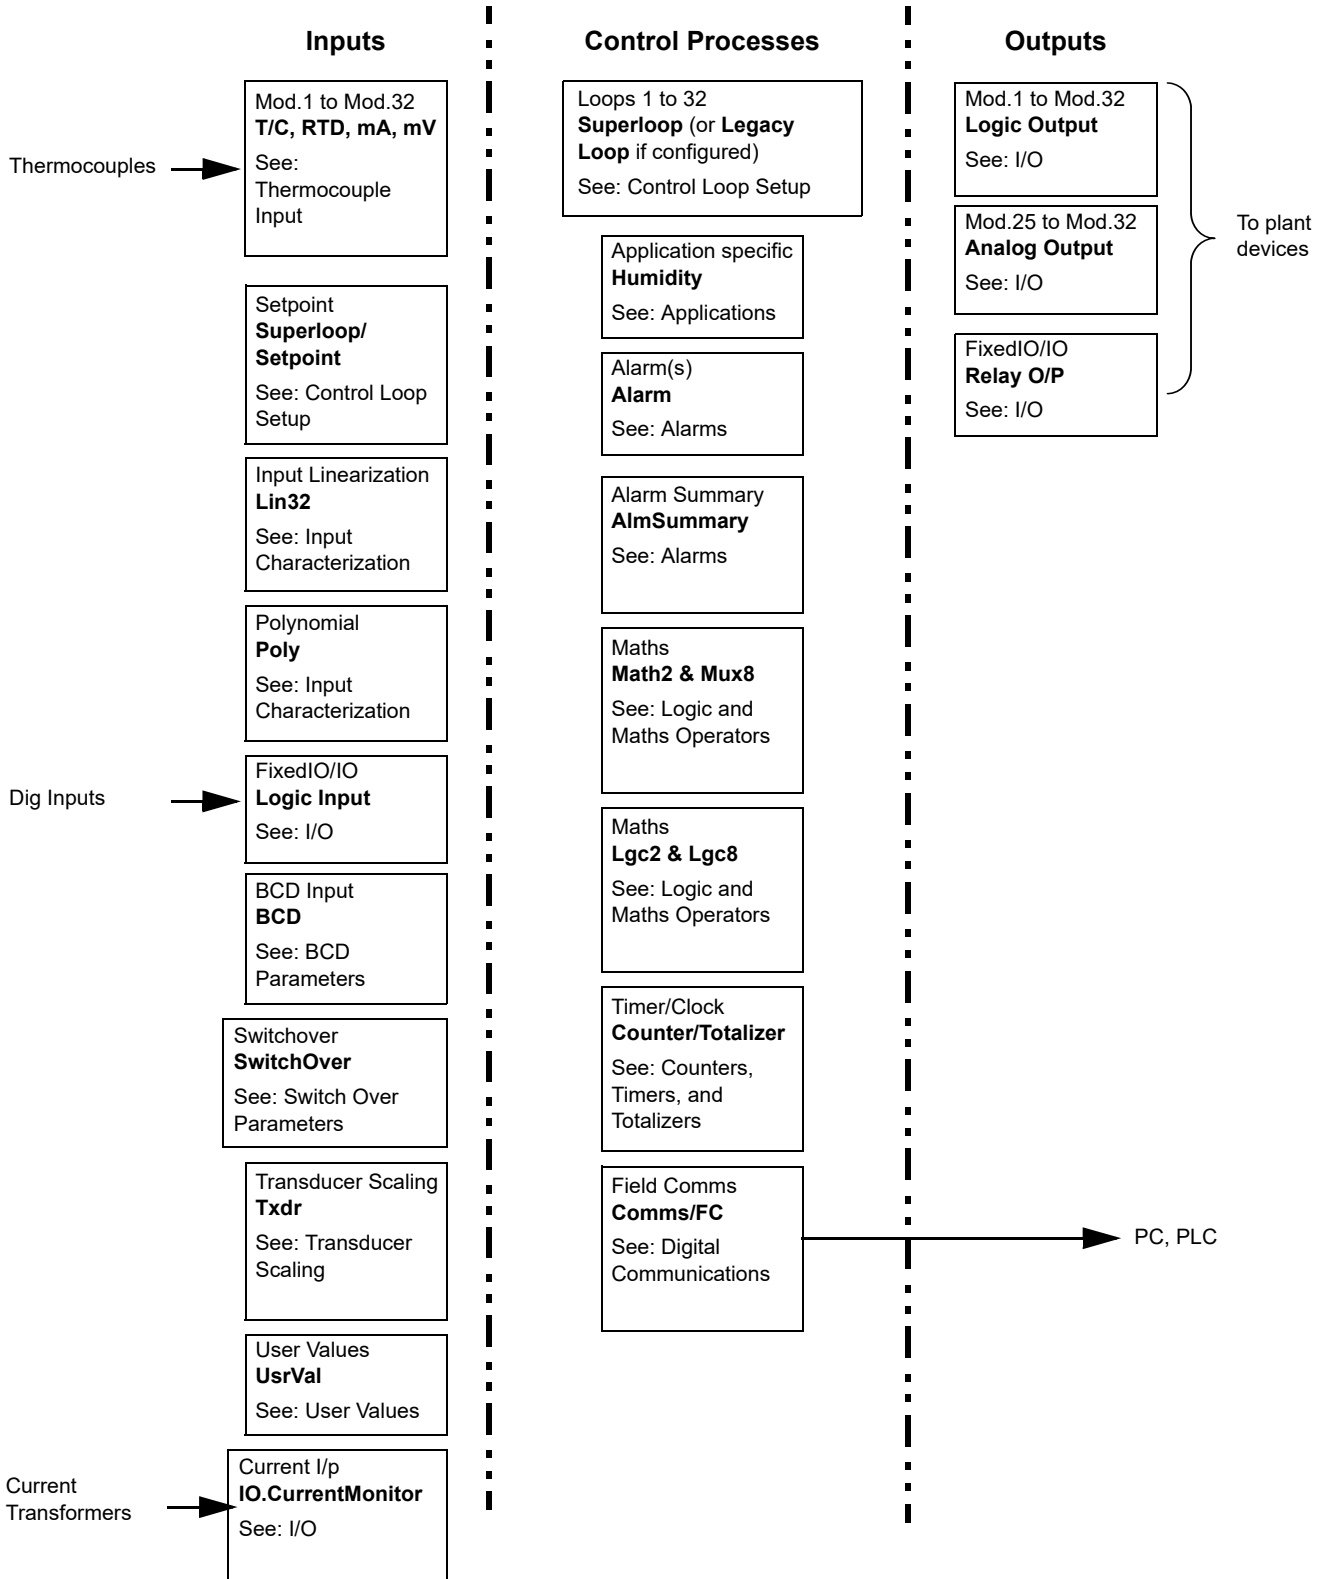 Inputs
Thermocouples
Mod.1 to Mod.32
T/C, RTD, mA, mV
See:
Thermocouple
Input
Setpoint
Superloop/
Setpoint
See: Control Loop
Setup
Input Linearization
Lin32
See: Input
Characterization
Polynomial
Poly
See: Input
Characterization
Dig Inputs
FixedIO/IO
Logic Input
See: I/O
BCD Input
BCD
See: BCD
Parameters
Switchover
SwitchOver
See: Switch Over
Parameters
Transducer Scaling
Txdr
See: Transducer
Scaling
User Values
UsrVal
See: User Values
Current
Transformers
Current I/p
IO.CurrentMonitor
See: I/O
Control Processes
Loops 1 to 32
Superloop (or Legacy
Loop if configured)
See: Control Loop Setup
Application specific
Humidity
See: Applications
Alarm(s)
Alarm
See: Alarms
Alarm Summary
AlmSummary
See: Alarms
Maths
Math2 & Mux8
See: Logic and
Maths Operators
Maths
Lgc2 & Lgc8
See: Logic and
Maths Operators
Timer/Clock
Counter/Totalizer
See: Counters,
Timers, and
Totalizers
Field Comms
Comms/FC
See: Digital
Communications
Outputs
Mod.1 to Mod.32
Logic Output
See: I/O
Mod.25 to Mod.32
Analog Output
See: I/O
FixedIO/IO
Relay O/P
See: I/O
To plant
devices
PC, PLC